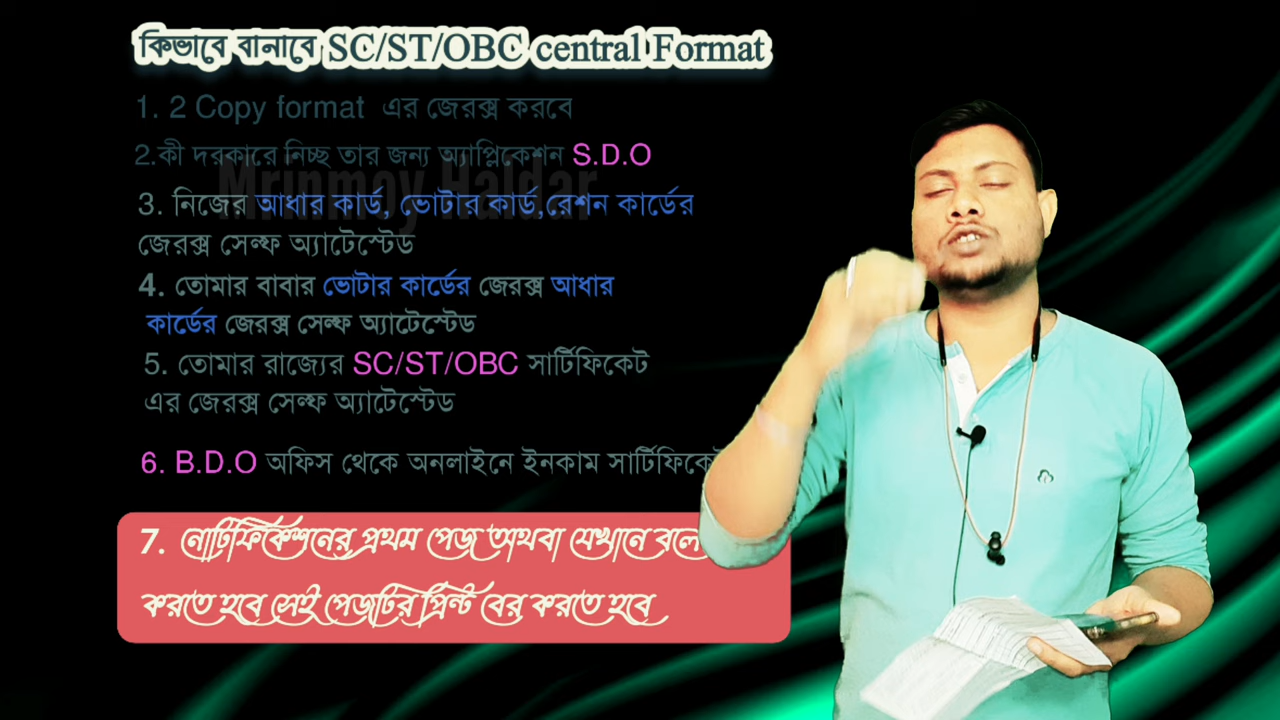 কিভাবে বানাবে SC/ST/OBC central Format
1. 2 Copy format এর জেরক্স করবে
2.কী দরকারে নিচ্ছ তার জন্য অ্যাপ্লিকেশন S.D.O
Mrinmoy Haldar
3. নিজের আধার কার্ড, ভোটার কার্ড,রেশন কার্ডের
জেরক্স সেল্ফ অ্যাটেস্টেড
4. তোমার বাবার ভোটার কার্ডের জেরক্স আধার
কার্ডের জেরক্স সেল্ফ অ্যাটেস্টেড
5. তোমার রাজ্যের SC/ST/OBC সার্টিফিকেট
এর জেরক্স সেল্ফ অ্যাটেস্টেড
6. B.D.O অফিস থেকে অনলাইনে ইনকাম
7. নোটিফিকেশনের প্রথম পেজ অথবা যেখানে
করতে হবে সেই পেজটির প্রিন্ট বের করতে হবে